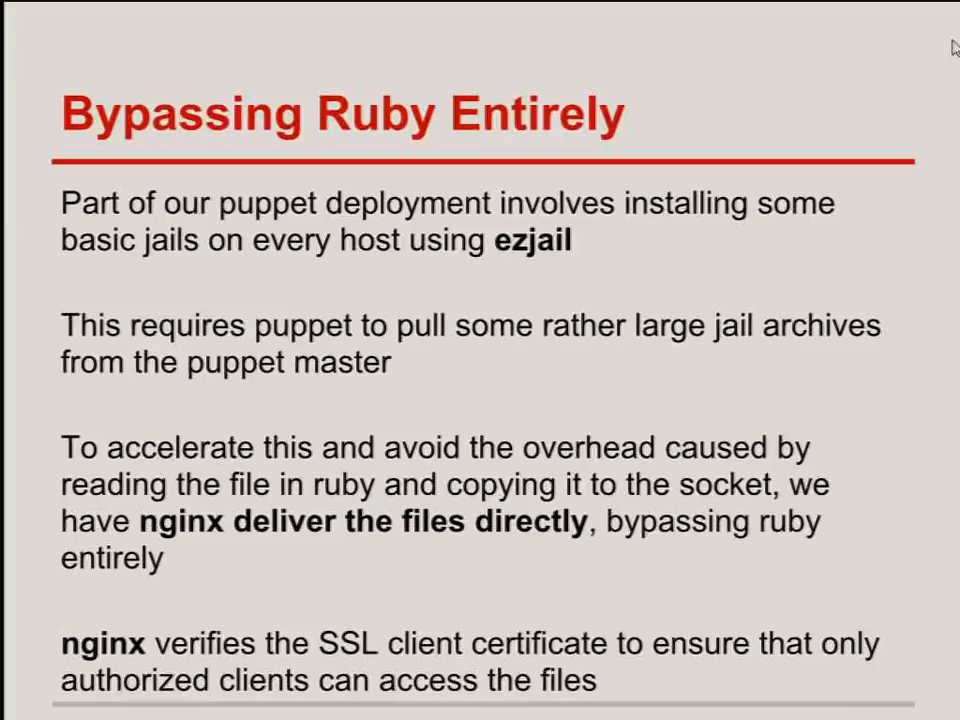 Bypassing Ruby Entirely
Part of our puppet deployment involves installing some
basic jails on every host using ezjail
This requires puppet to pull some rather large jail archives
from the puppet master
To accelerate this and avoid the overhead caused by
reading the file in ruby and copying it to the socket, we
have nginx deliver the files directly, bypassing ruby
entirely
nginx verifies the SSL client certificate to ensure that only
authorized clients can access the files